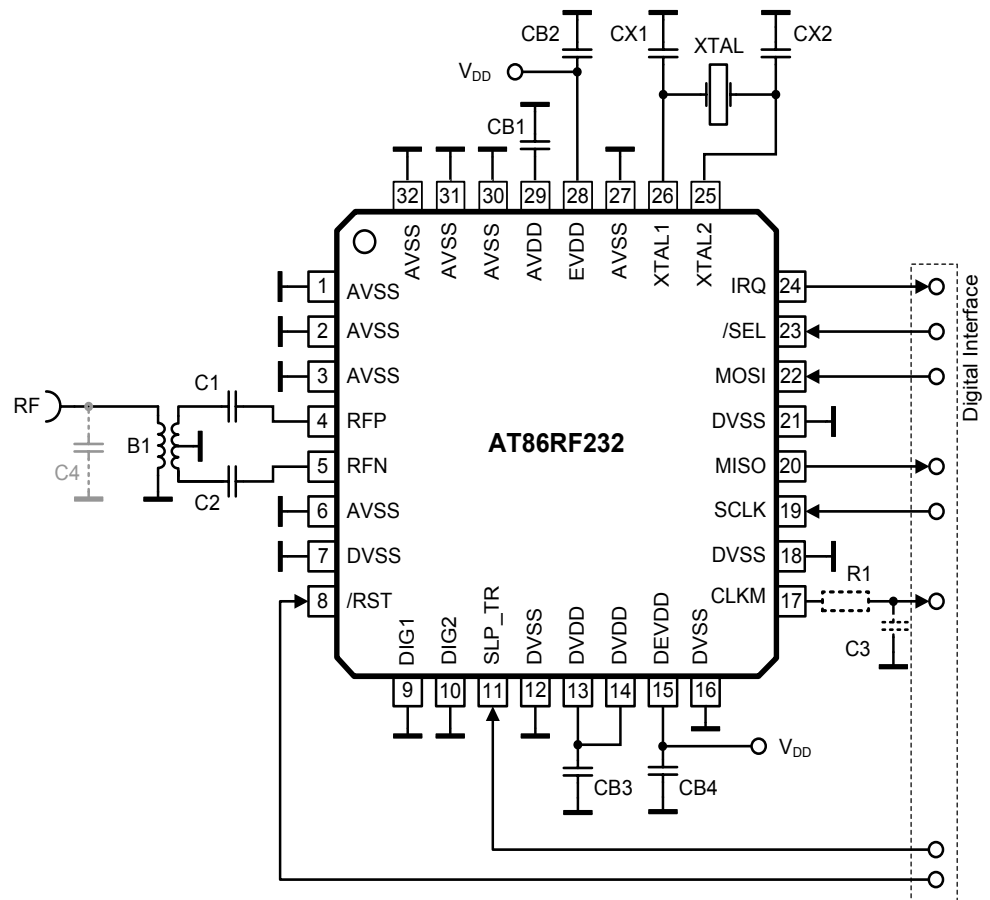 CB2
CX1
XTAL
CX2
VDD
CB1
32
31
30
29
28
27
26
25
AVSS
AVSS
AVSS
AVDD
EVDD
AVSS
XTAL1
XTAL2
1
AVSS
IRQ
24
2
AVSS
/SEL
23
3
AVSS
MOSI
22
RF
C1
4
RFP
DVSS
21
B1
AT86RF232
C4
C2
5
RFN
MISO
20
6
AVSS
SCLK
19
7
DVSS
DVSS
18
8
/RST
CLKM
17
R1
C3
DIG1
DIG2
SLP_TR
DVSS
DVDD
DVDD
DEVDD
DVSS
9
10
11
12
13
14
15
16
VDD
CB3
CB4
Digital Interface